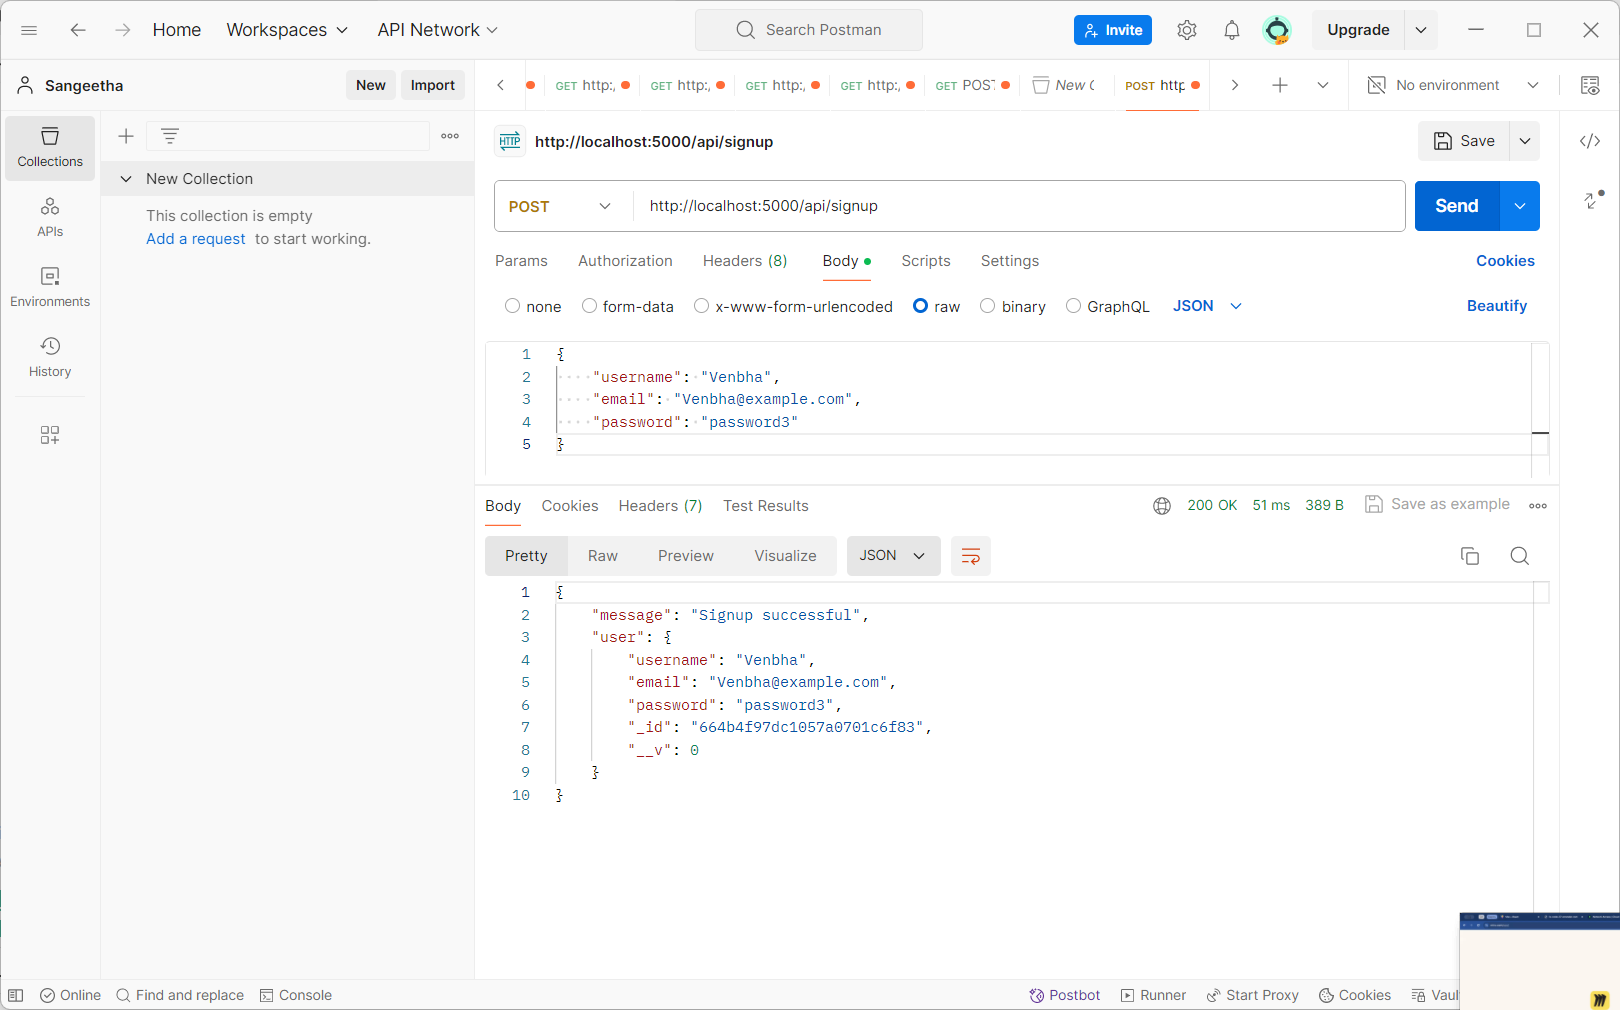 Home Workspaces API Network Search Postman Invite Upgrade
Sangeetha New Import GET http:, GET http:, GET http:, GET http:, GET POST New C POST http No environment
Collections
APIs
Environments
History
New Collection
This collection is empty
Add a request to start working.
HTTP http://localhost:5000/api/signup Save
POST http://localhost:5000/api/signup Send
Params Authorization Headers (8) Body Scripts Settings Cookies
none form-data x-www-form-urlencoded raw binary GraphQL JSON Beautify
1 {
2 "username": "Venbha",
3 "email": "Venbha@example.com",
4 "password": "password3"
5 }
Body Cookies Headers (7) Test Results 200 OK 51 ms 389 B Save as example
Pretty Raw Preview Visualize JSON
1 {
2 "message": "Signup successful",
3 "user": {
4 "username": "Venbha",
5 "email": "Venbha@example.com",
6 "password": "password3",
7 "_id": "664b4f97dc1057a0701c6f83",
8 "__v": 0
9 }
10 }
Online Find and replace Console Postbot Runner Start Proxy Cookies Vaul